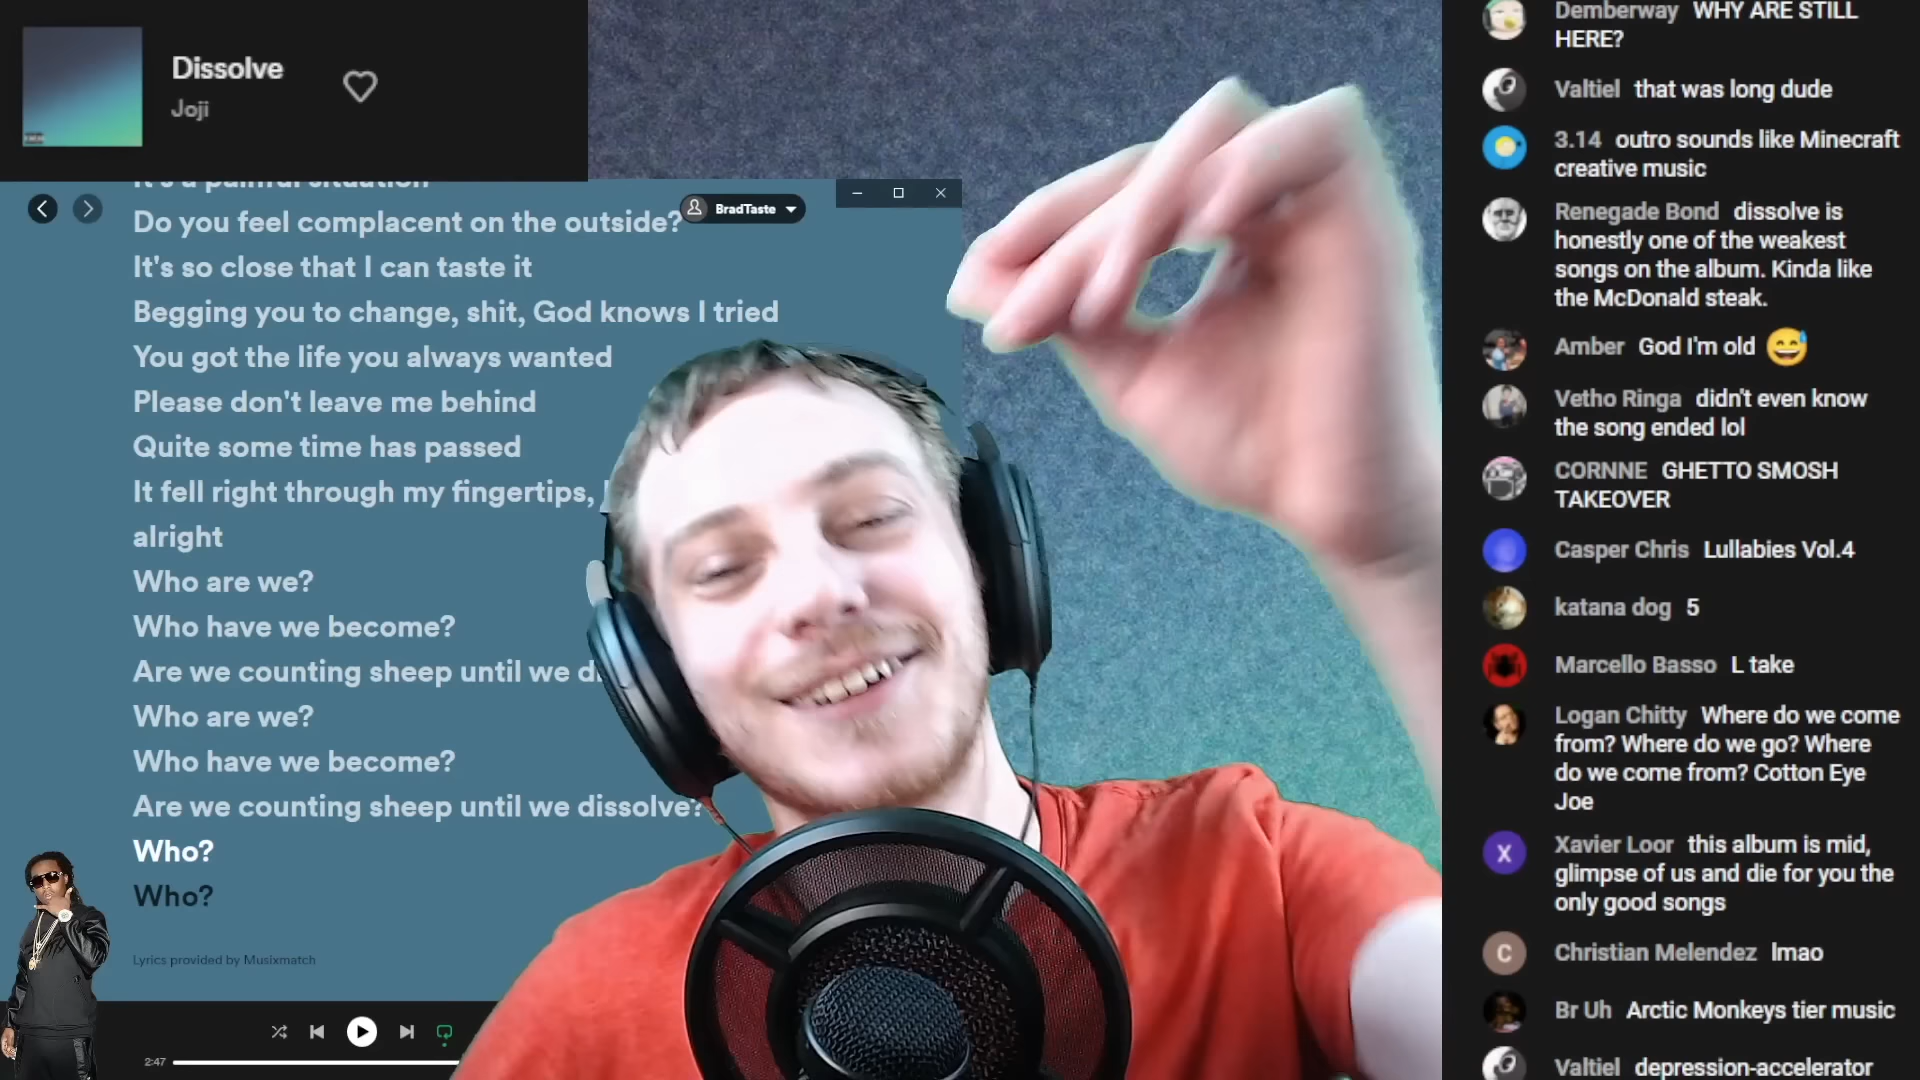 Dissolve
Joji
It's a painful situation
Do you feel complacent on the outside?
It's so close that I can taste it
Begging you to change, shit, God knows I tried
You got the life you always wanted
Please don't leave me behind
Quite some time has passed
It fell right through my fingertips,
alright
Who are we?
Who have we become?
Are we counting sheep until we
Who are we?
Who have we become?
Are we counting sheep until we dissolve?
Who?
Who?
Lyrics provided by Musixmatch
2:47
BradTaste
Demberway WHY ARE STILL
HERE?
Valtiel that was long dude
3.14 outro sounds like Minecraft
creative music
Renegade Bond dissolve is
honestly one of the weakest
songs on the album. Kinda like
the McDonald steak.
Amber God I'm old 😅
Vetho Ringa didn't even know
the song ended lol
CORNNE GHETTO SMOSH
TAKEOVER
Casper Chris Lullabies Vol.4
katana dog 5
Marcello Basso L take
Logan Chitty Where do we come
from? Where do we go? Where
do we come from? Cotton Eye
Joe
X
Xavier Loor this album is mid,
glimpse of us and die for you the
only good songs
C
Christian Melendez lmao
Br Uh Arctic Monkeys tier music
Valtiel depression-accelerator